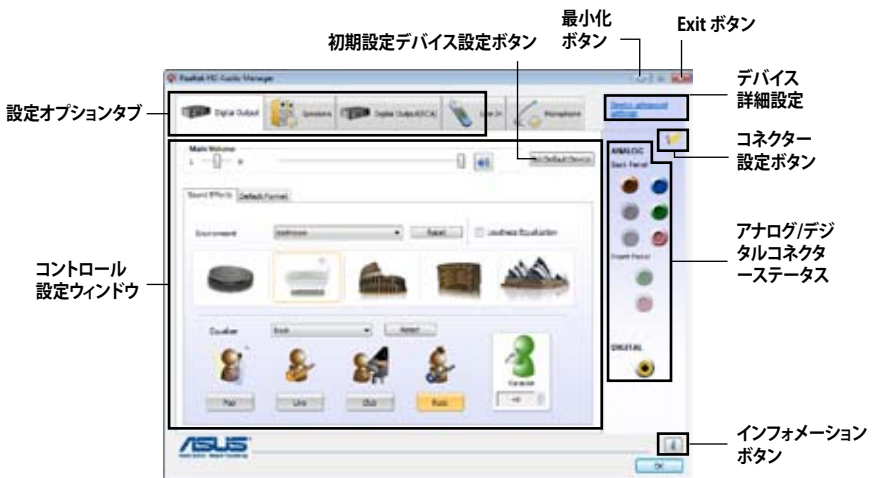 最小化
ボタン
Exit ボタン
初期設定デバイス設定ボタン
デバイス
詳細設定
設定オプションタブ
コネクター
設定ボタン
アナログ/デジ
タルコネクタ
ーステータス
コントロール
設定ウィンドウ
インフォメーション
ボタン
Realtek HD Audio Manager
Digital Output
Speakers
Digital Output(RCA)
Line In
Microphone
Device advanced
settings
Main Volume
L
R
Set Default Device
ANALOG
Back Panel
Sound Effects
Default Format
Environment
Bathroom
Reset
Loudness Equalization
Front Panel
Equalizer
Rock
Reset
Pop
Live
Club
Rock
Karaoke
+0
DIGITAL
ASUS
OK